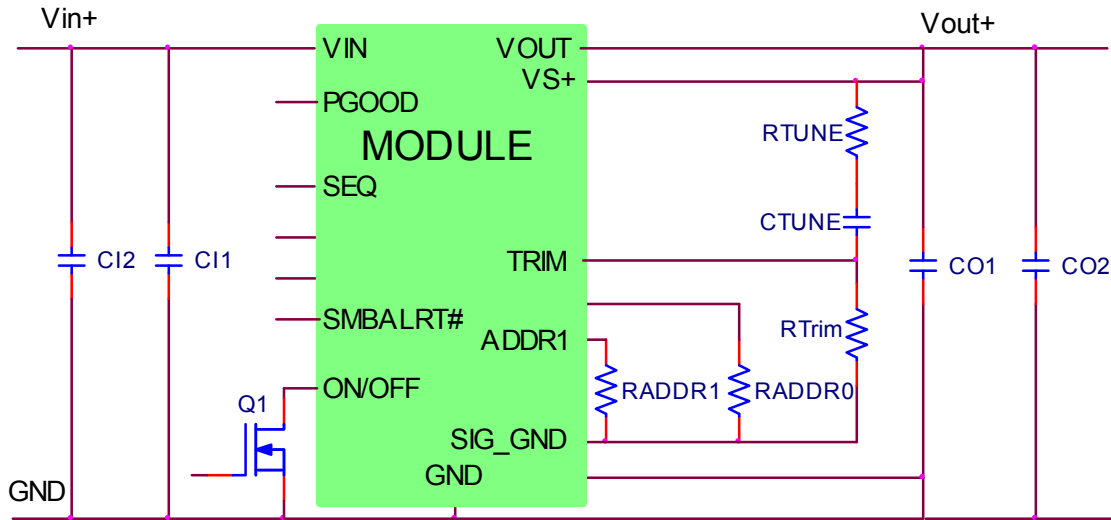 Vin+
Vout+
VIN
VOUT
VS+
PGOOD
RTUNE
MODULE
SEQ
CTUNE
CI2
CI1
TRIM
CO1
CO2
SMBALRT#
RTrim
ADDR1
ON/OFF
RADDR1
RADDR0
Q1
SIG_GND
GND
GND